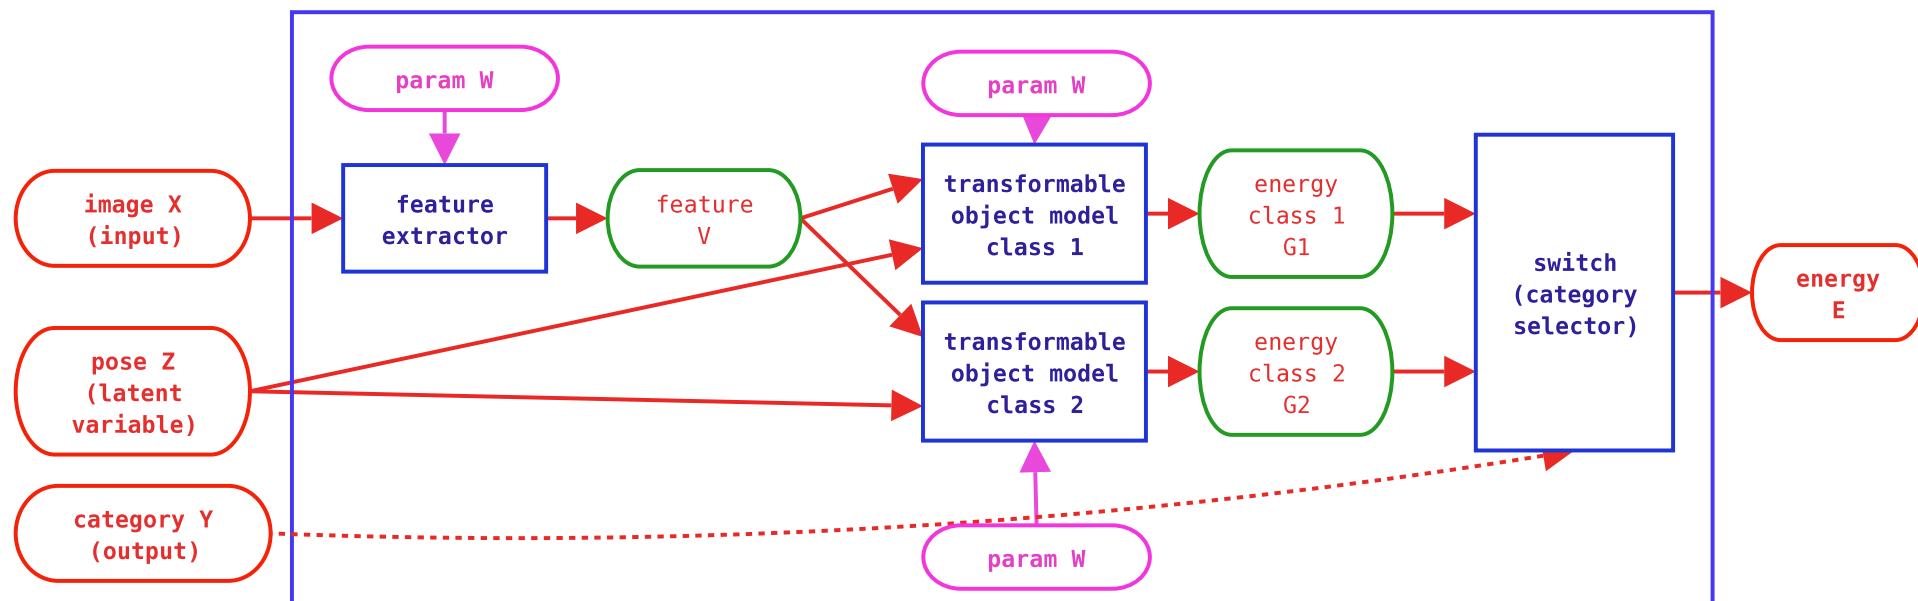 param W
param W
image X
(input)
feature
extractor
feature
V
transformable
object model
class 1
energy
class 1
G1
switch
(category
selector)
energy
E
pose Z
(latent
variable)
transformable
object model
class 2
energy
class 2
G2
category Y
(output)
param W